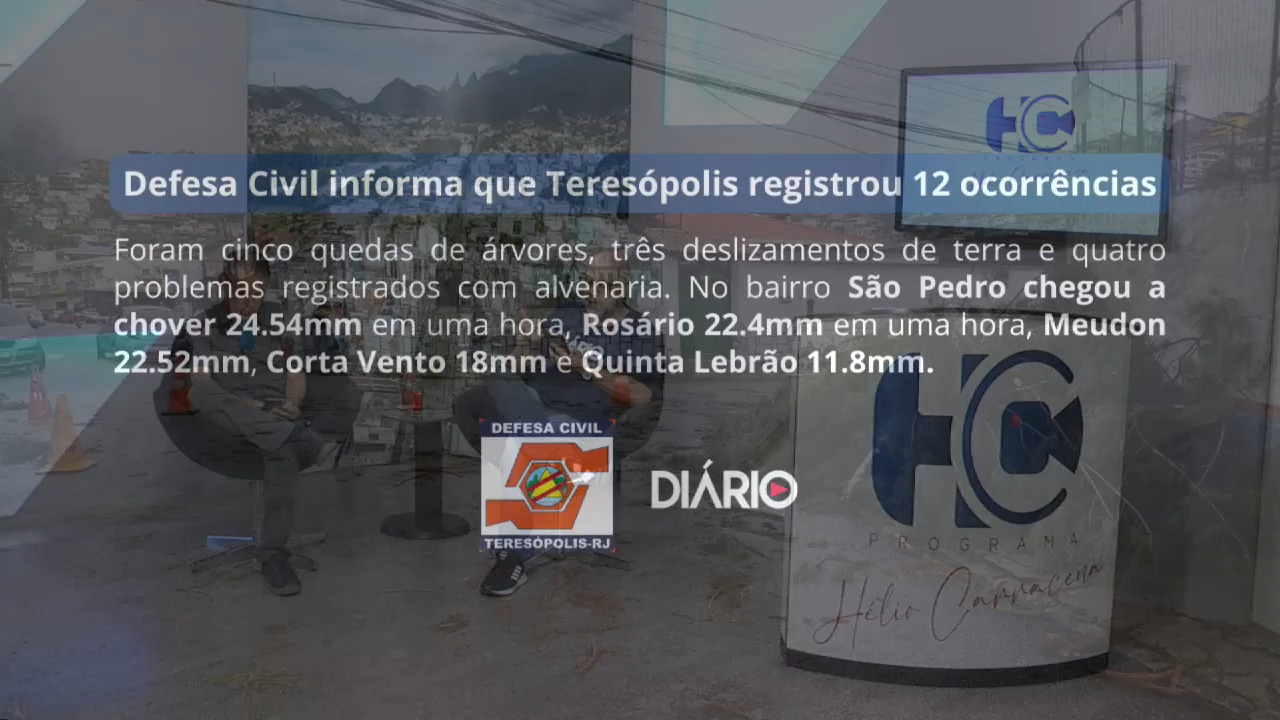 HC
Defesa Civil informa que Teresópolis registrou 12 ocorrências
Foram cinco quedas de árvores, três deslizamentos de terra e quatro
problemas registrados com alvenaria. No bairro São Pedro chegou a
chover 24.54mm em uma hora, Rosário 22.4mm em uma hora, Meudon
22.52mm, Corta Vento 18mm e Quinta Lebrão 11.8mm.
DEFESA CIVIL
TERESÓPOLIS-RJ
DIÁRIO
HC
PROGRAMA
Hélio Carracena